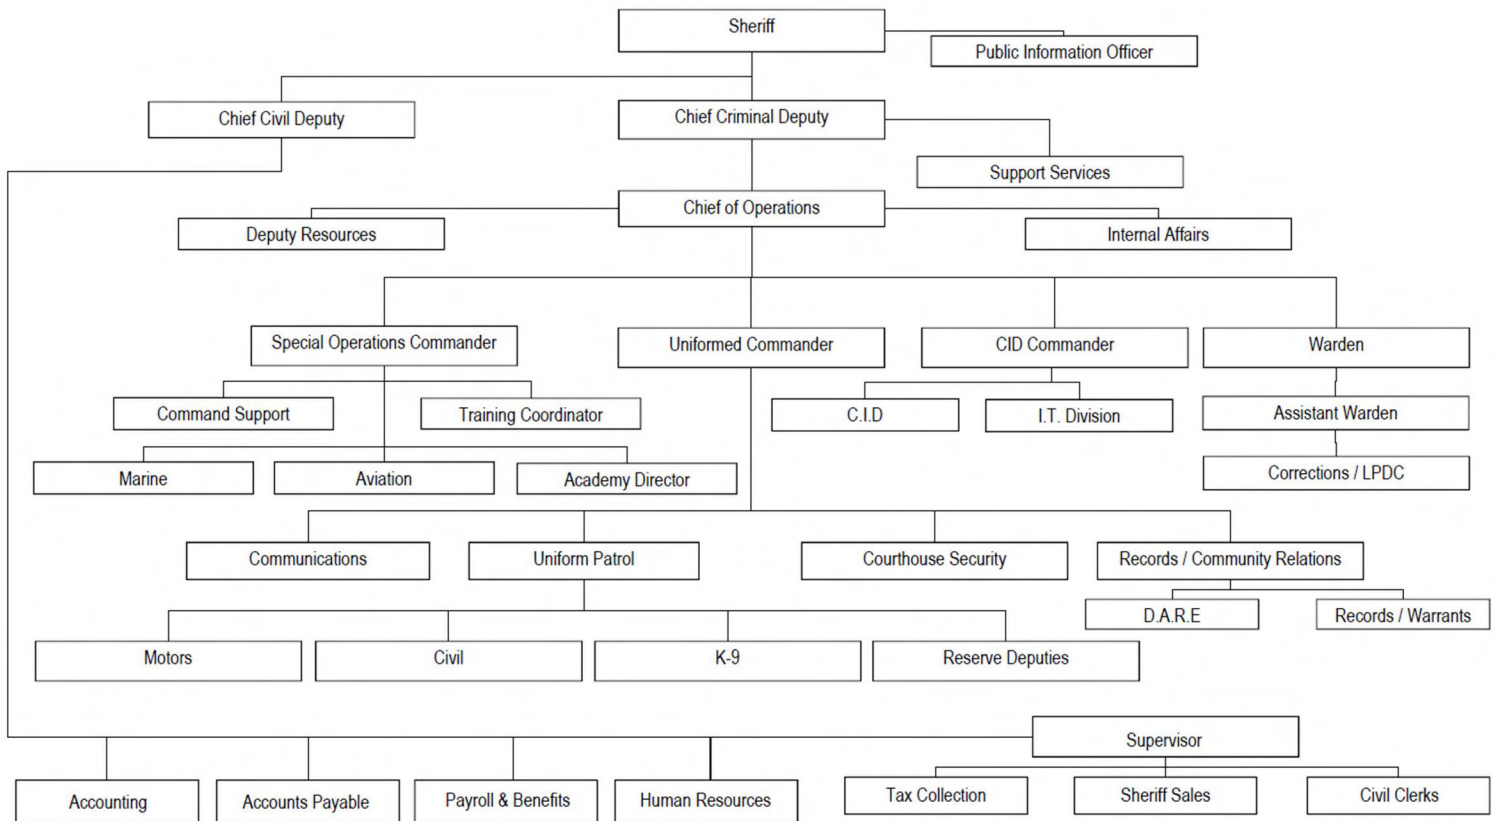 Sheriff
Public Information Officer
Chief Civil Deputy
Chief Criminal Deputy
Support Services
Chief of Operations
Deputy Resources
Internal Affairs
Special Operations Commander
Uniformed Commander
CID Commander
Warden
Command Support
Training Coordinator
C.I.D
I.T. Division
Assistant Warden
Marine
Aviation
Academy Director
Corrections / LPDC
Communications
Uniform Patrol
Courthouse Security
Records / Community Relations
D.A.R.E
Records / Warrants
Motors
Civil
K-9
Reserve Deputies
Supervisor
Accounting
Accounts Payable
Payroll & Benefits
Human Resources
Tax Collection
Sheriff Sales
Civil Clerks